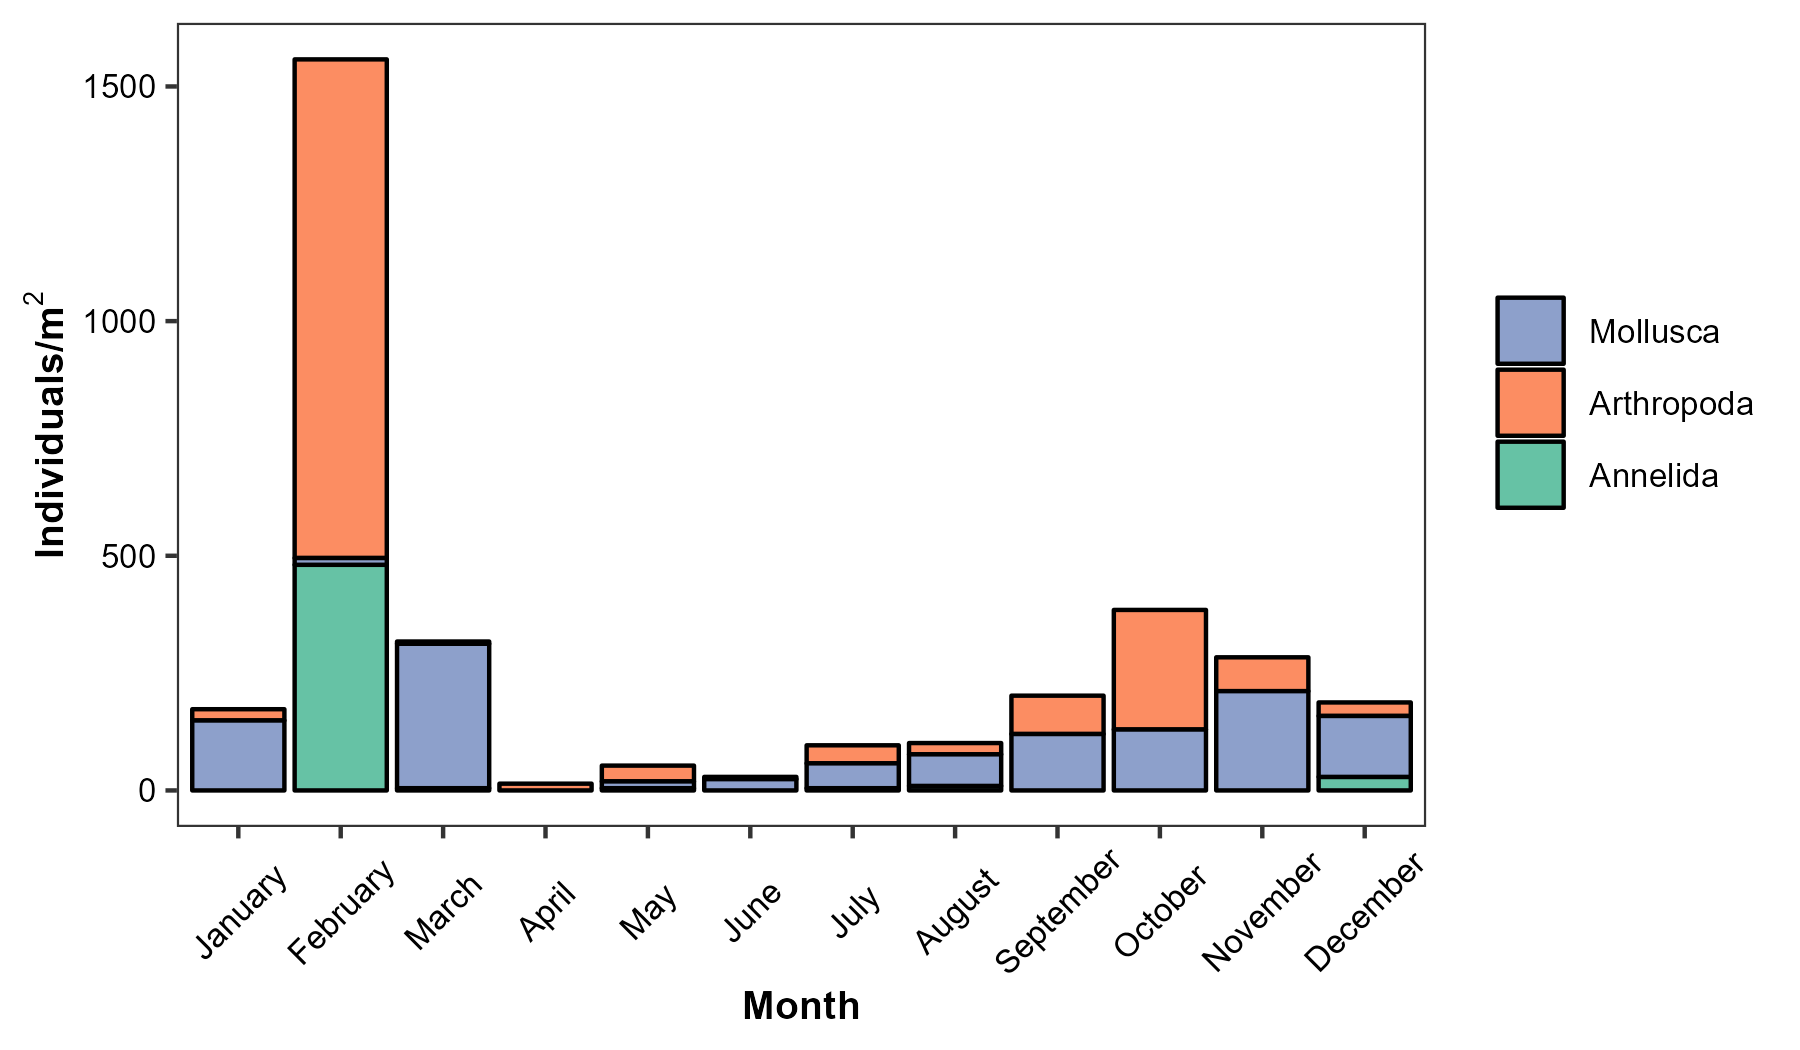 1500
1000
500
0
Individuals/m²
January
February
March
April
May
June
July
August
September
October
November
December
Month
Mollusca
Arthropoda
Annelida